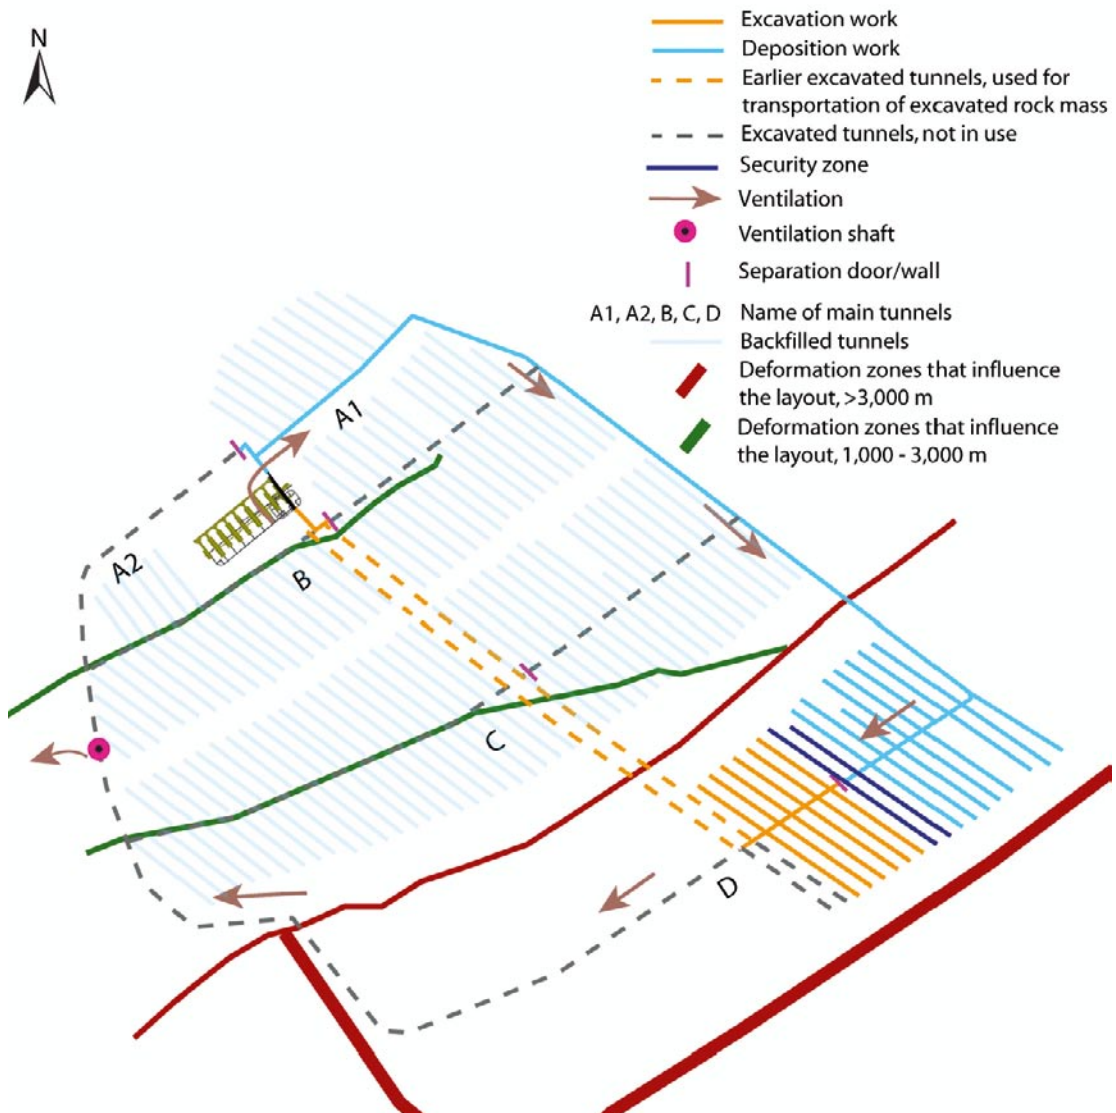 N
Excavation work
Deposition work
Earlier excavated tunnels, used for
transportation of excavated rock mass
Excavated tunnels, not in use
Security zone
Ventilation
Ventilation shaft
Separation door/wall
A1, A2, B, C, D Name of main tunnels
Backfilled tunnels
Deformation zones that influence
the layout, >3,000 m
Deformation zones that influence
the layout, 1,000 - 3,000 m
A1
A2
B
C
D